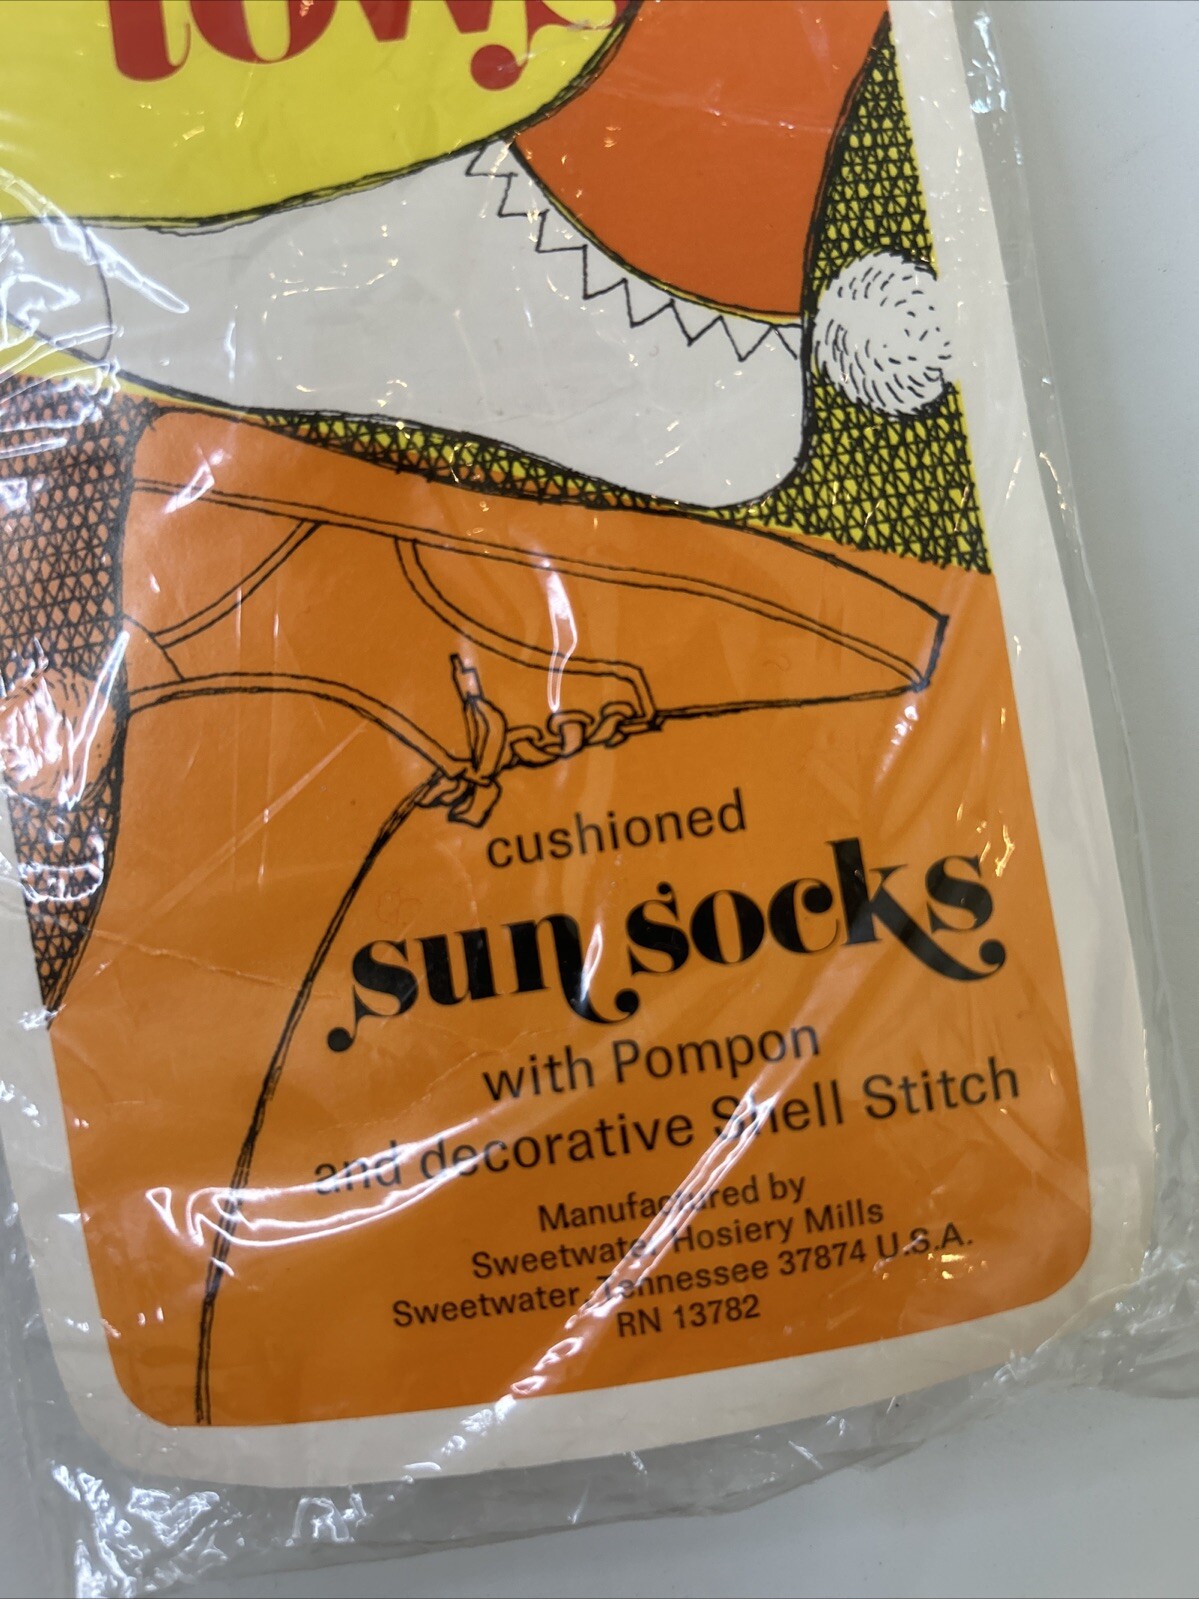 cushioned
sun socks
with Pompon
and decorative Shell Stitch
Manufactured by
Sweetwater Hosiery Mills
Sweetwater, Tennessee 37874 U.S.A.
RN 13782